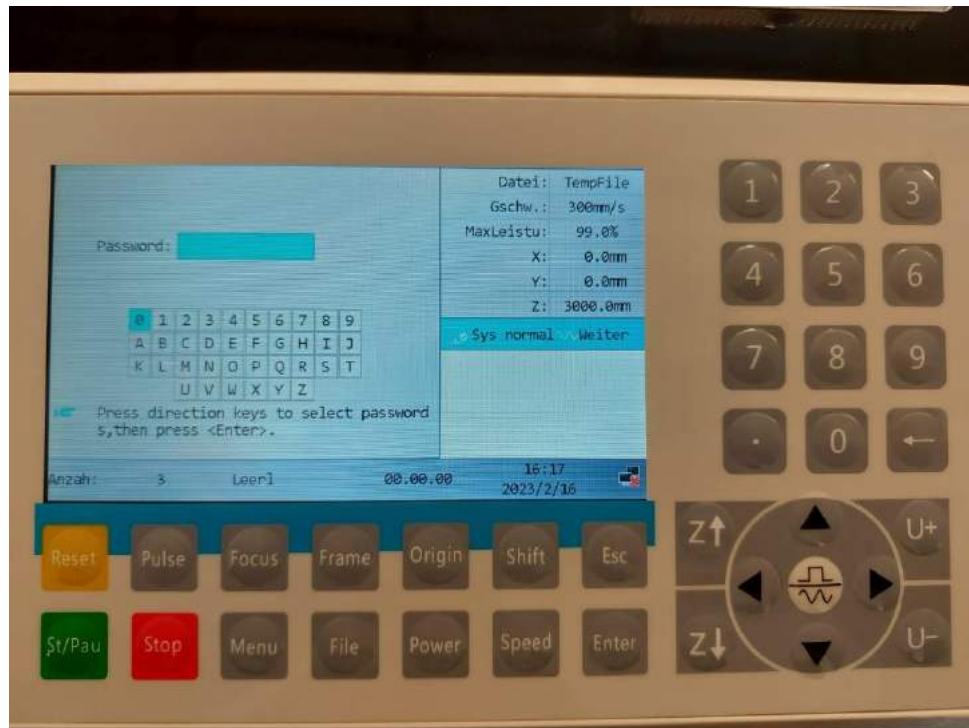 Datei: TempFile
Gschw.: 300mm/s
MaxLeistu: 99.0%
X: 0.0mm
Y: 0.0mm
Z: 3000.0mm
Sys normal Weiter
Password:
0 1 2 3 4 5 6 7 8 9
A B C D E F G H I J
K L M N O P Q R S T
U V W X Y Z
Press direction keys to select password
s,then press <Enter>.
Anzah: 3 Leerl 00.00.00 16:17
2023/2/16
1 2 3
4 5 6
7 8 9
. 0 ←
Reset Pulse Focus Frame Origin Shift Esc
St/Pau Stop Menu File Power Speed Enter
Z↑ U+
Z↓ U-